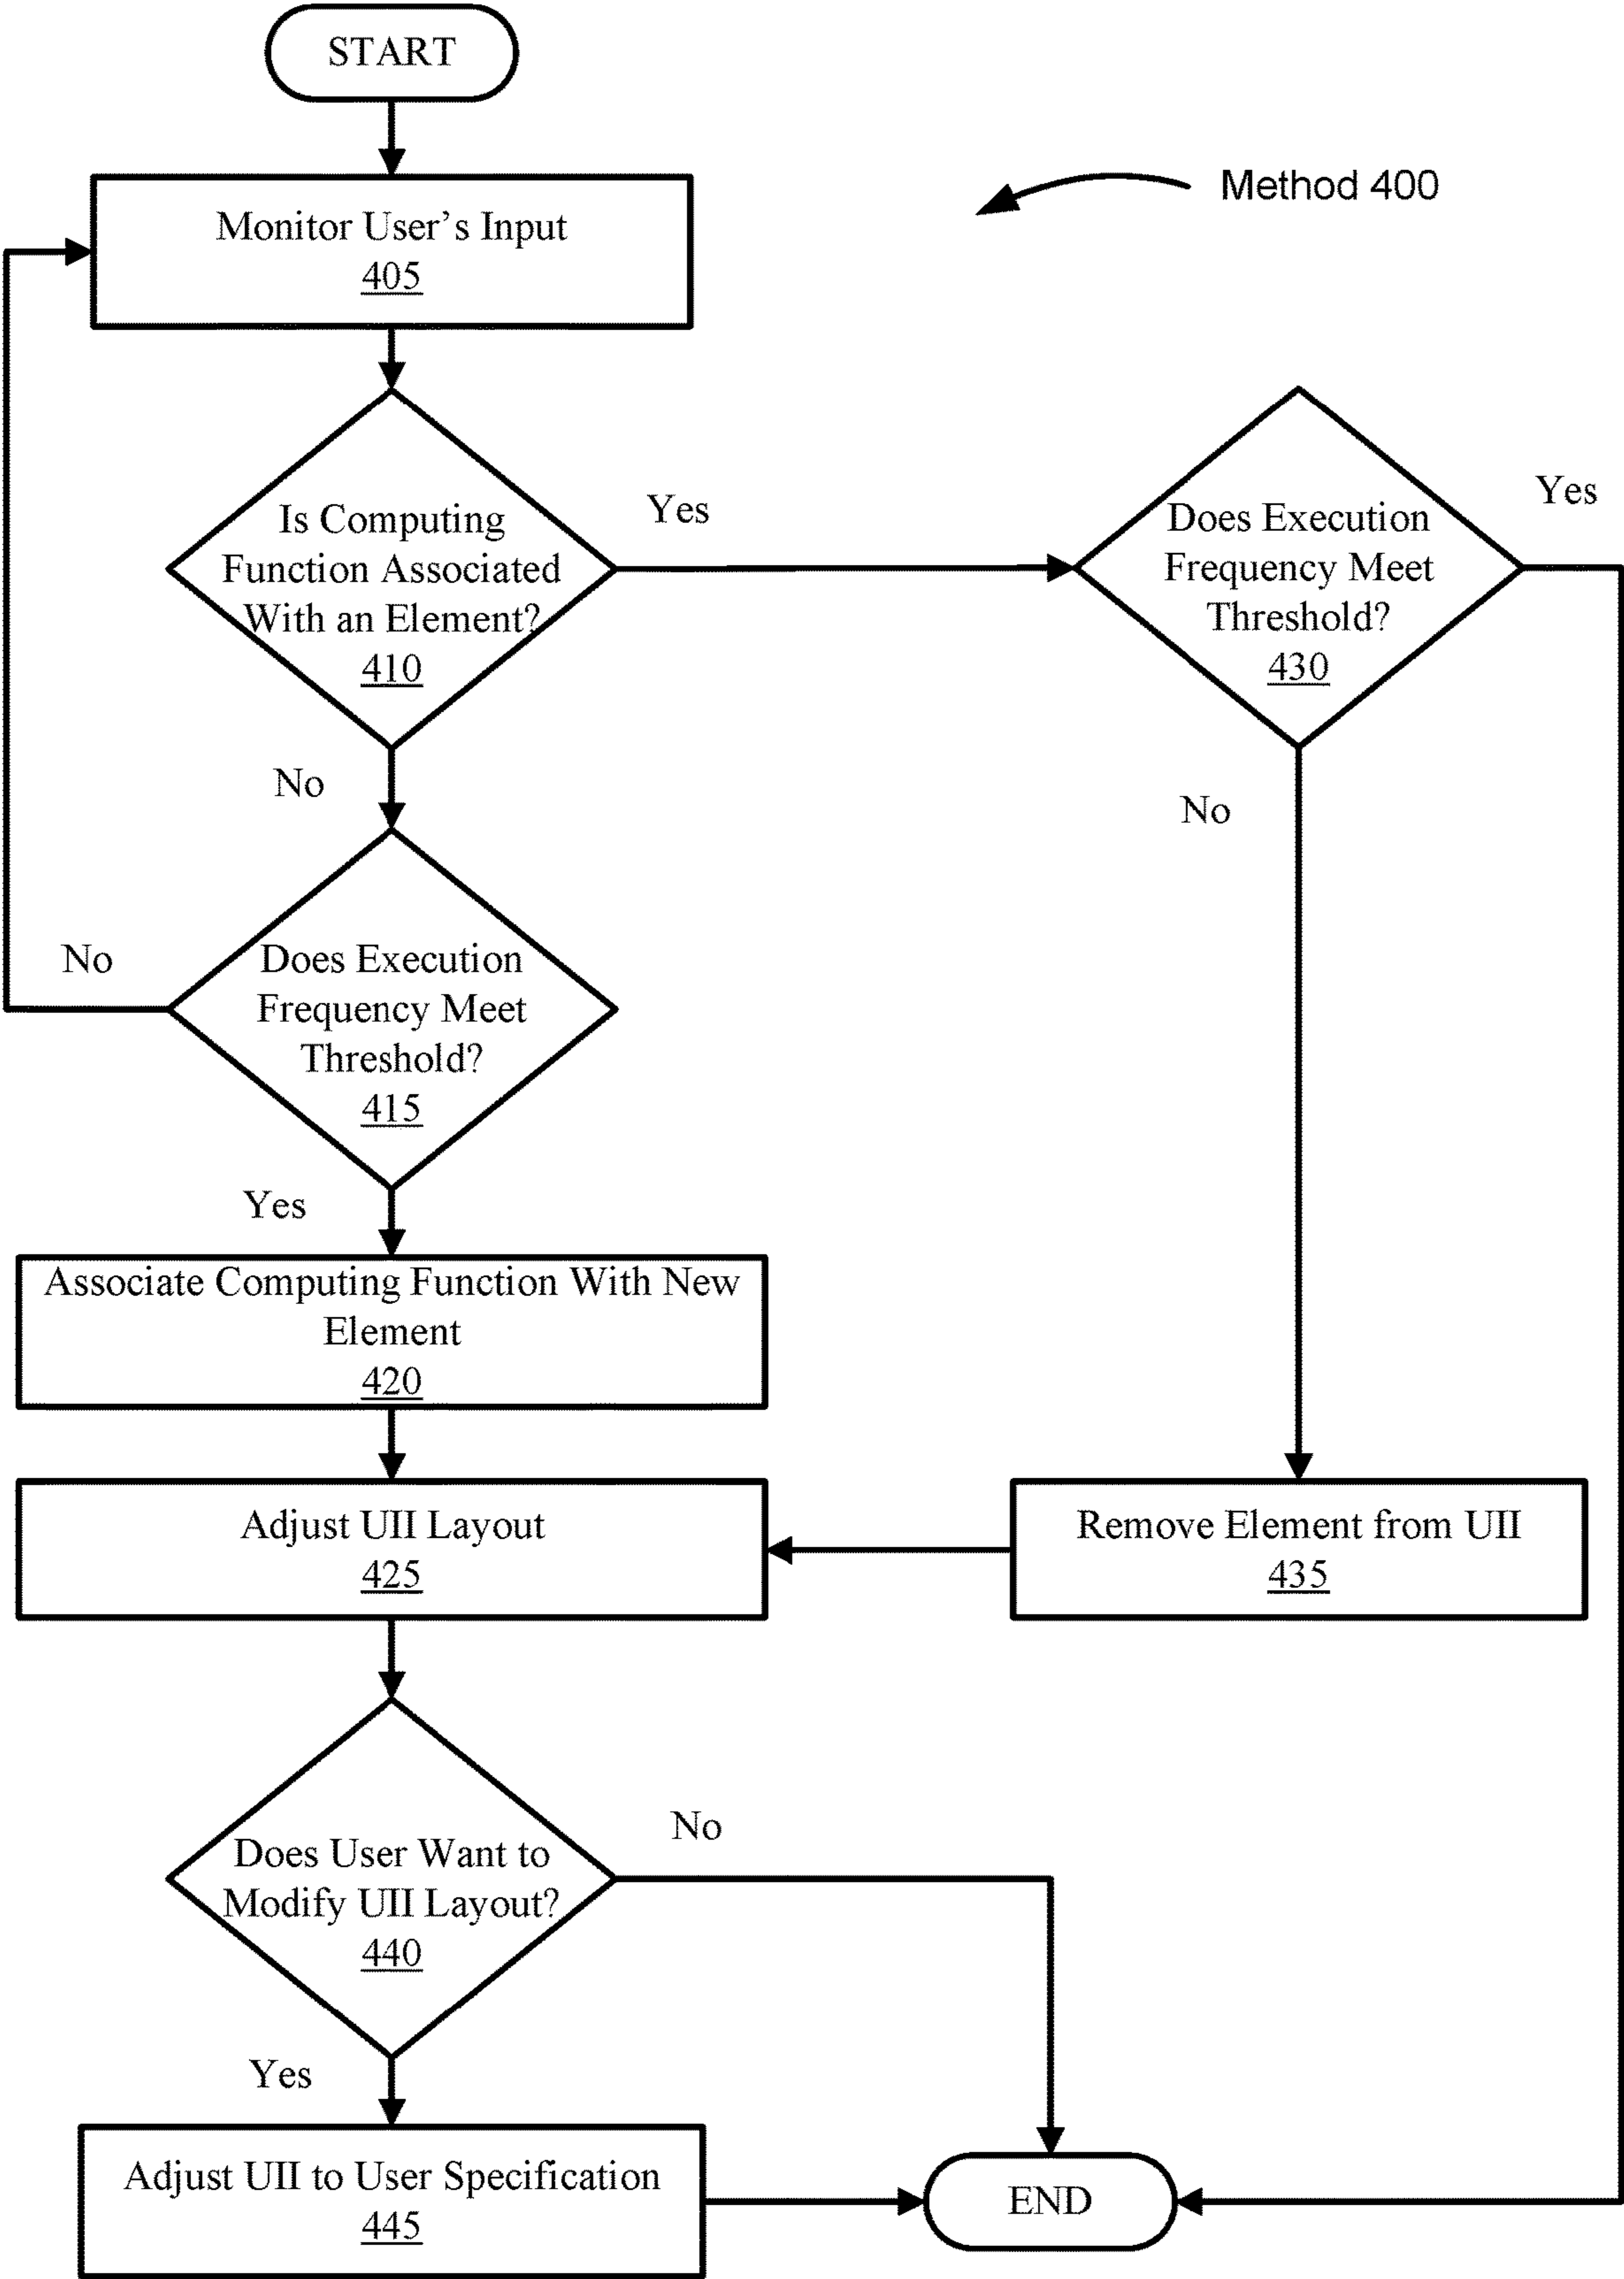 START
Method 400
Monitor User's Input
405
Is Computing
Function Associated
With an Element?
410
Yes
Does Execution
Frequency Meet
Threshold?
430
Yes
No
No
Does Execution
Frequency Meet
Threshold?
415
No
Yes
Associate Computing Function With New
Element
420
Adjust UII Layout
425
Remove Element from UII
435
Does User Want to
Modify UII Layout?
440
No
Yes
Adjust UII to User Specification
445
END